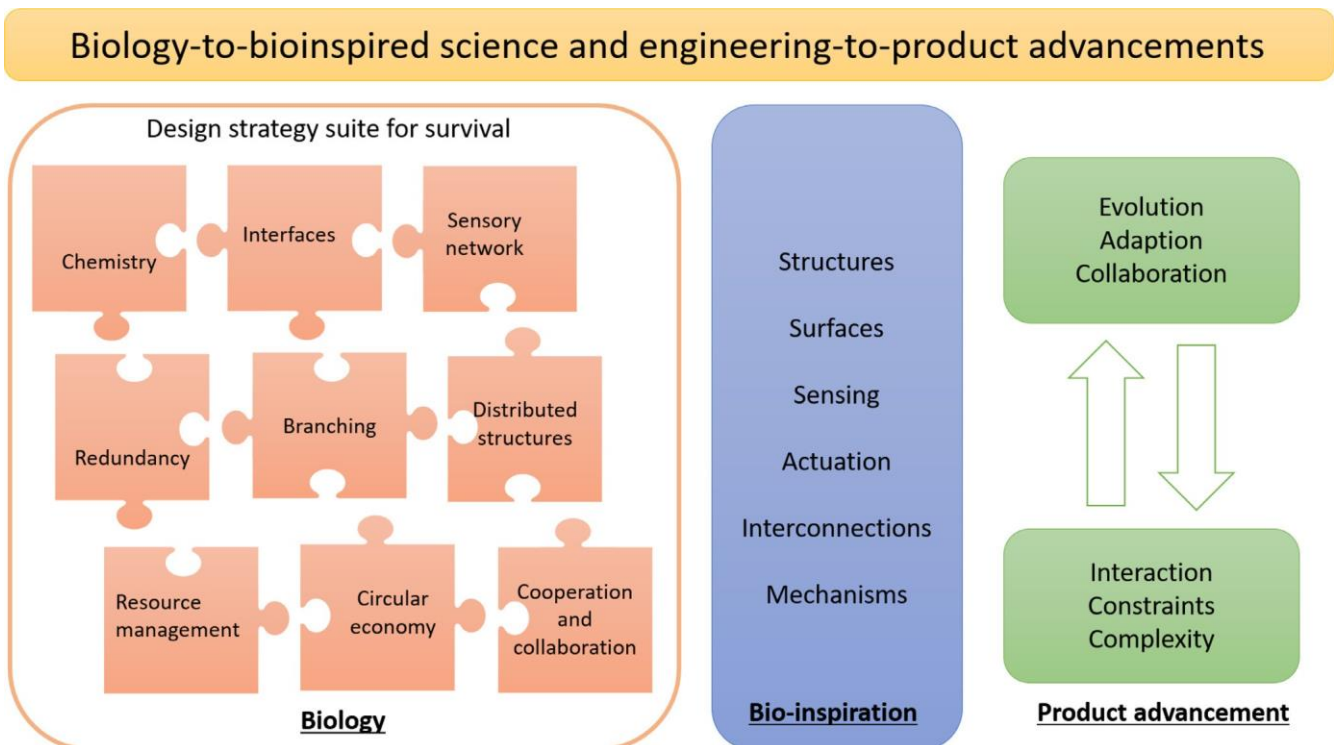 Biology-to-bioinspired science and engineering-to-product advancements
Design strategy suite for survival
Chemistry
Interfaces
Sensory
network
Redundancy
Branching
Distributed
structures
Resource
management
Circular
economy
Cooperation
and
collaboration
Biology
Structures
Surfaces
Sensing
Actuation
Interconnections
Mechanisms
Bio-inspiration
Evolution
Adaption
Collaboration
Interaction
Constraints
Complexity
Product advancement